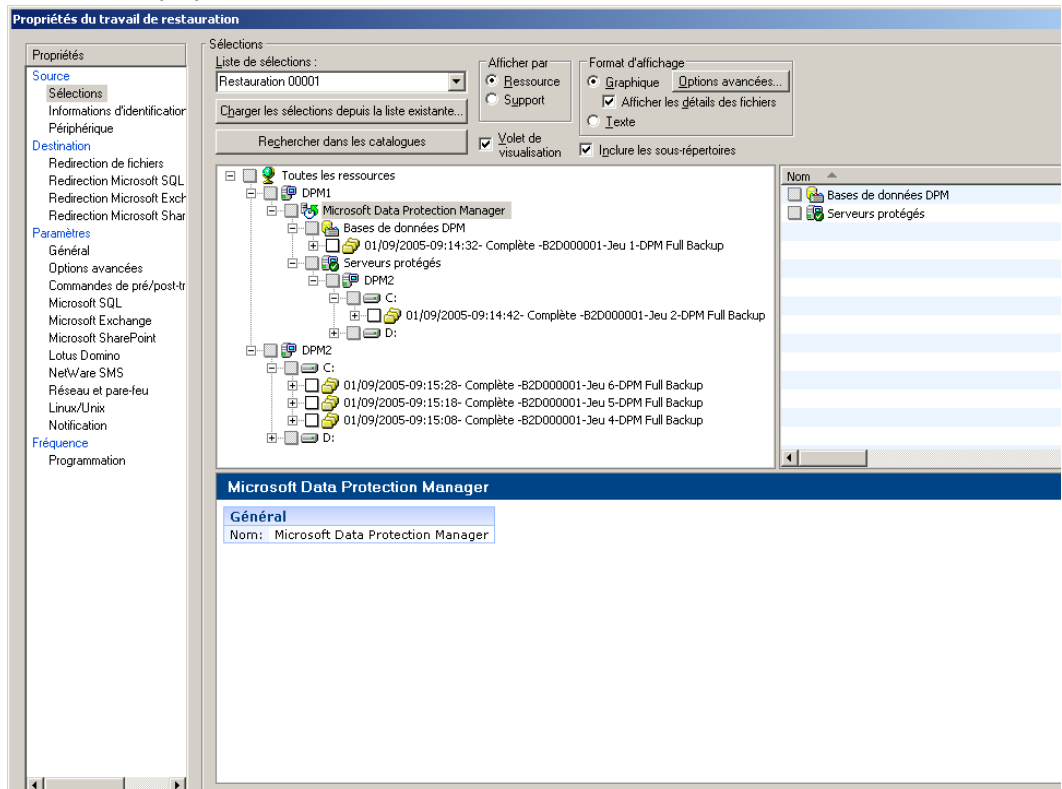 Propriétés du travail de restauration
Propriétés
Source
Sélections
Informations d'identification
Périphérique
Destination
Redirection de fichiers
Redirection Microsoft SQL
Redirection Microsoft Exch
Redirection Microsoft Shar
Paramètres
Général
Options avancées
Commandes de pré/post-tr
Microsoft SQL
Microsoft Exchange
Microsoft SharePoint
Lotus Domino
NetWare SMS
Réseau et pare-feu
Linux/Unix
Notification
Fréquence
Programmation
Sélections
Liste de sélections :
Restauration 00001
Charger les sélections depuis la liste existante...
Rechercher dans les catalogues
Afficher par
Ressource
Support
Volet de
visualisation
Format d'affichage
Graphique
Options avancées...
Afficher les détails des fichiers
Texte
Inclure les sous-répertoires
Toutes les ressources
DPM1
Microsoft Data Protection Manager
Bases de données DPM
01/09/2005-09:14:32- Complète -B2D000001-Jeu 1-DPM Full Backup
Serveurs protégés
DPM2
C:
01/09/2005-09:14:42- Complète -B2D000001-Jeu 2-DPM Full Backup
D:
DPM2
C:
01/09/2005-09:15:28- Complète -B2D000001-Jeu 6-DPM Full Backup
01/09/2005-09:15:18- Complète -B2D000001-Jeu 5-DPM Full Backup
01/09/2005-09:15:08- Complète -B2D000001-Jeu 4-DPM Full Backup
D:
Nom
Bases de données DPM
Serveurs protégés
Microsoft Data Protection Manager
Général
Nom: Microsoft Data Protection Manager